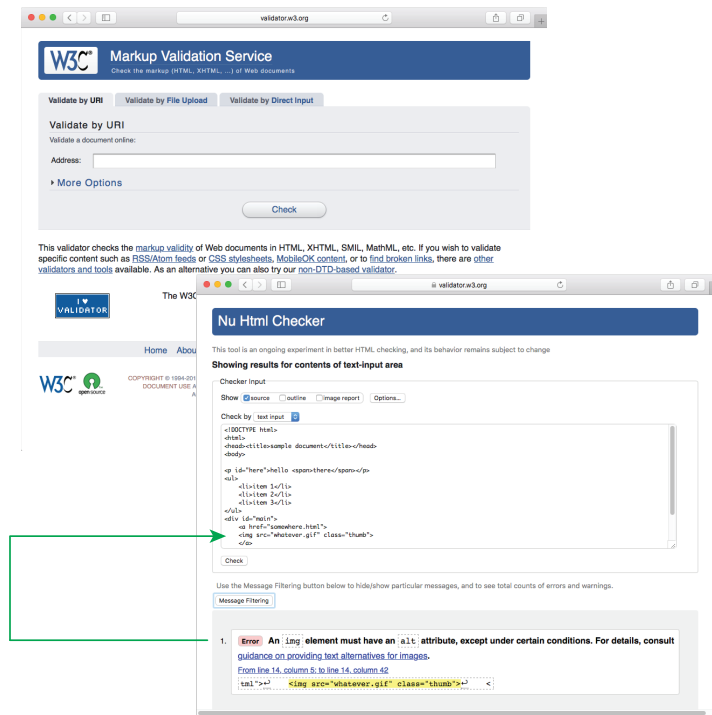 validator.w3.org
W3C®
Markup Validation Service
Check the markup (HTML, XHTML, ...) of Web documents
Validate by URI
Validate by File Upload
Validate by Direct Input
Validate by URI
Validate a document online:
Address:
More Options
Check
This validator checks the markup validity of Web documents in HTML, XHTML, SMIL, MathML, etc. If you wish to validate
specific content such as RSS/Atom feeds or CSS stylesheets, MobileOK content, or to find broken links, there are other
validators and tools available. As an alternative you can also try our non-DTD-based validator.
I ♥
VALIDATOR
The W3C
Home Abou
W3C®
open source
COPYRIGHT © 1994-201
DOCUMENT USE A
A
validator.w3.org
Nu Html Checker
This tool is an ongoing experiment in better HTML checking, and its behavior remains subject to change
Showing results for contents of text-input area
Checker Input
Show source outline image report Options...
Check by text input
<!DOCTYPE html>
<html>
<head><title>sample document</title></head>
<body>
<p id="here">hello <span>there</span></p>
<ul>
<li>item 1</li>
<li>item 2</li>
<li>item 3</li>
</ul>
<div id="main">
<a href="somewhere.html">
<img src="whatever.gif" class="thumb">
</a>
Check
Use the Message Filtering button below to hide/show particular messages, and to see total counts of errors and warnings.
Message Filtering
1. Error An img element must have an alt attribute, except under certain conditions. For details, consult
guidance on providing text alternatives for images.
From line 14, column 5; to line 14, column 42
tml">↩ <img src="whatever.gif" class="thumb">↩ <